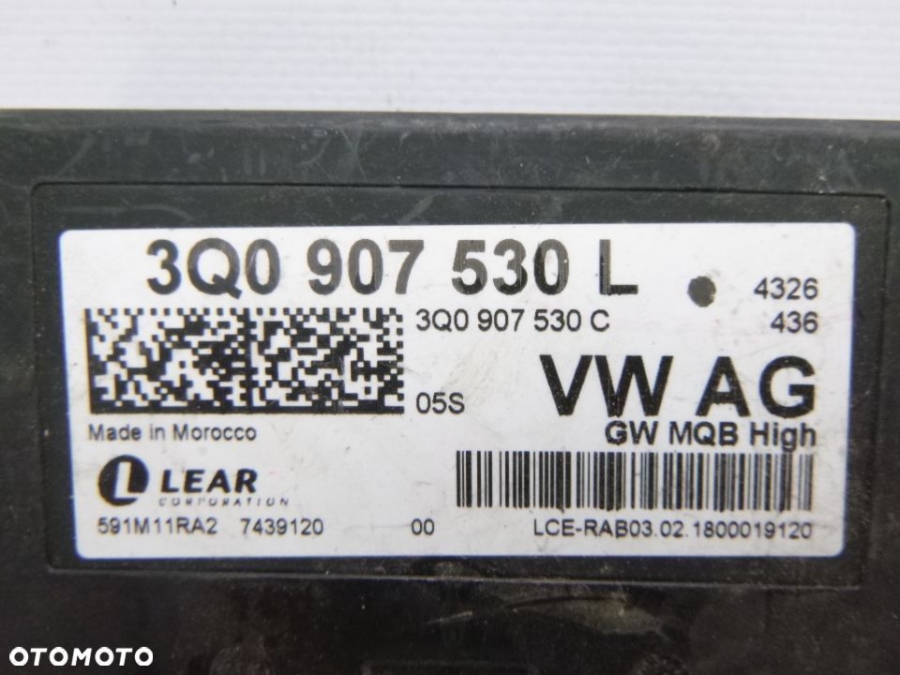 3Q0 907 530 L
4326
3Q0 907 530 C
436
VW AG
05S
GW MQB High
Made in Morocco
LEAR
CORPORATION
591M11RA2 7439120 00 LCE-RAB03.02.1800019120
OTOMOTO